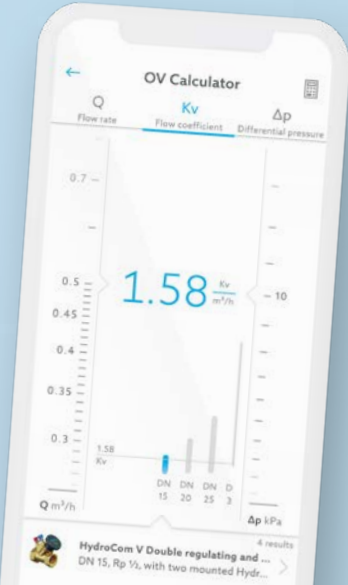 OV Calculator
Q
Flow rate
Kv
Flow coefficient
Δp
Differential pressure
0.7
0.5
0.45
0.4
0.35
0.3
1.58 Kv
m³/h
10
1.58
Kv
DN DN DN D
15 20 25 3
Q m³/h
Δp kPa
4 results
HydroCom V Double regulating and ...
DN 15, Rp ½, with two mounted Hydr...